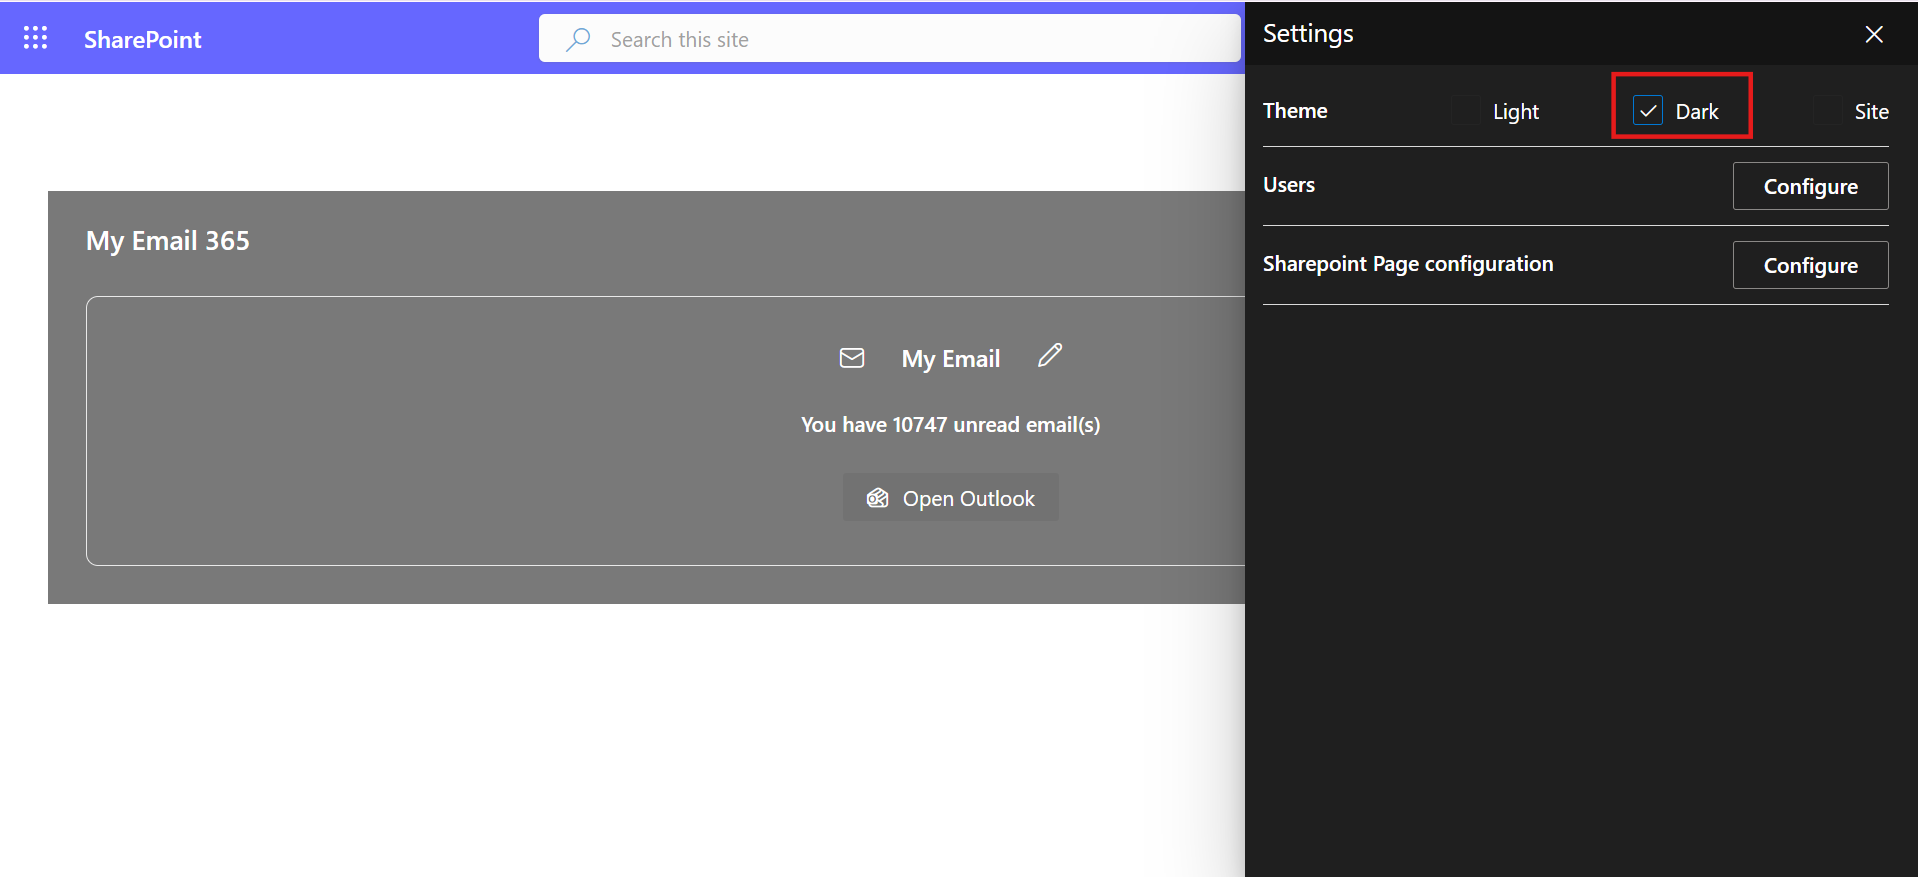 SharePoint
Search this site
My Email 365
My Email
You have 10747 unread email(s)
Open Outlook
Settings
Theme Light Dark Site
Users Configure
Sharepoint Page configuration Configure